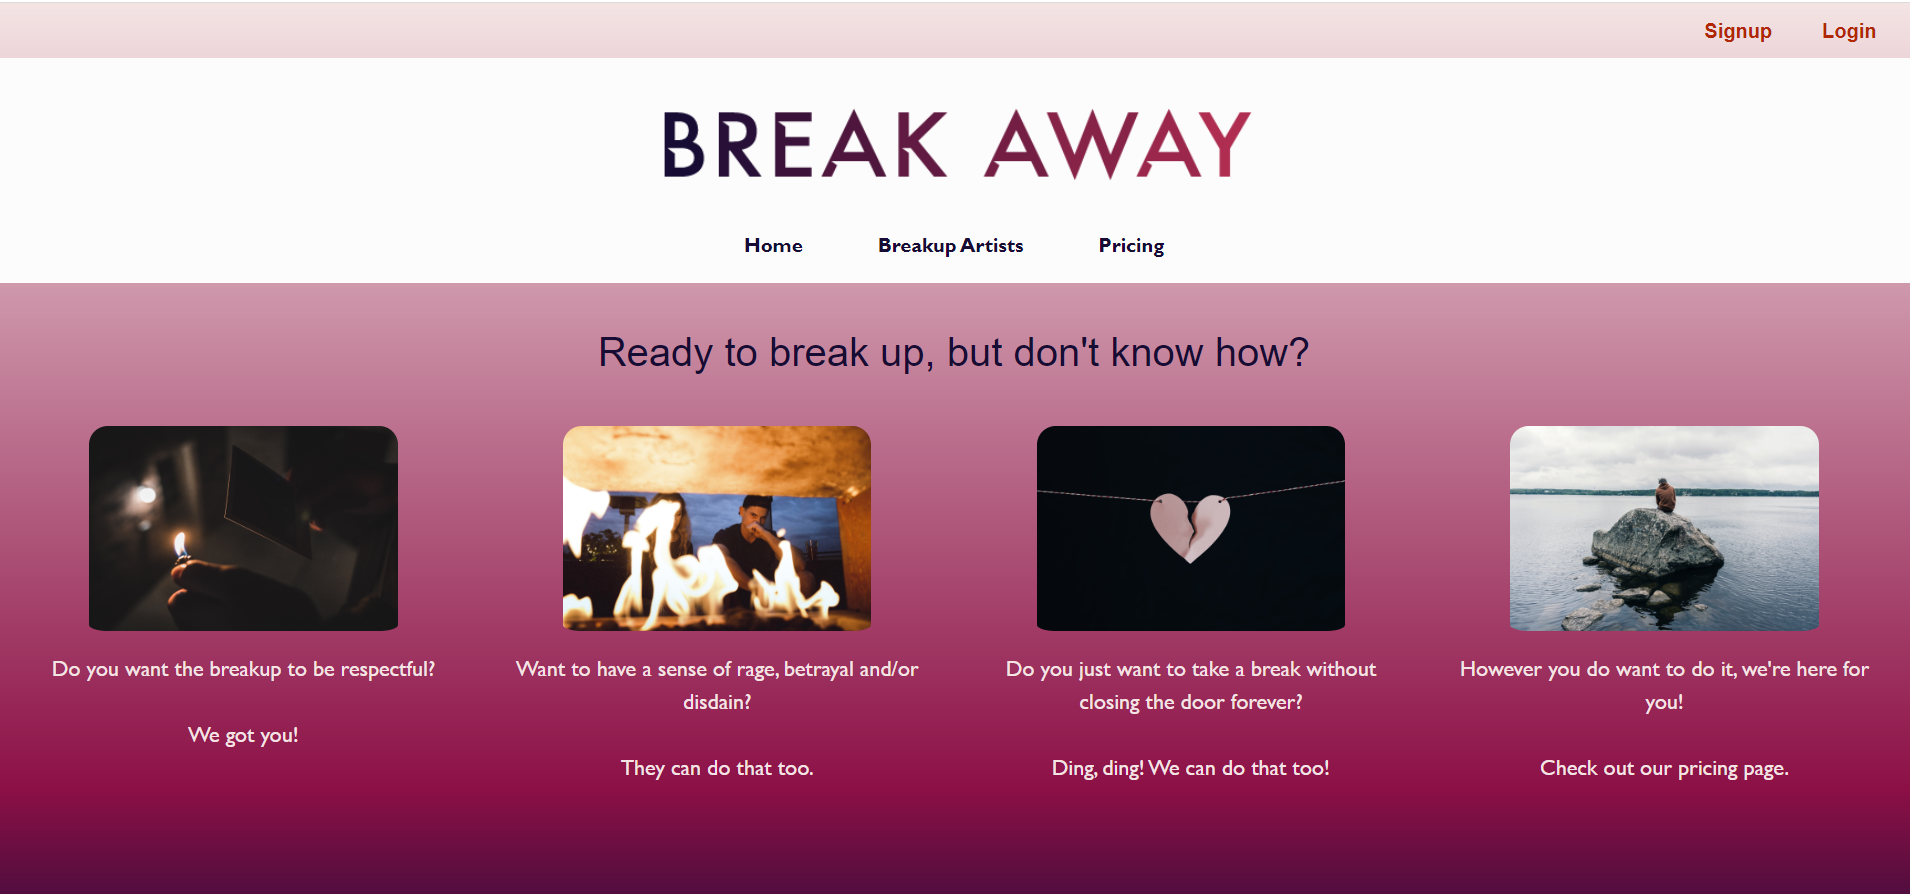 Signup Login
BREAK AWAY
Home Breakup Artists Pricing
Ready to break up, but don't know how?
Do you want the breakup to be respectful?
We got you!
Want to have a sense of rage, betrayal and/or
disdain?
They can do that too.
Do you just want to take a break without
closing the door forever?
Ding, ding! We can do that too!
However you do want to do it, we're here for
you!
Check out our pricing page.